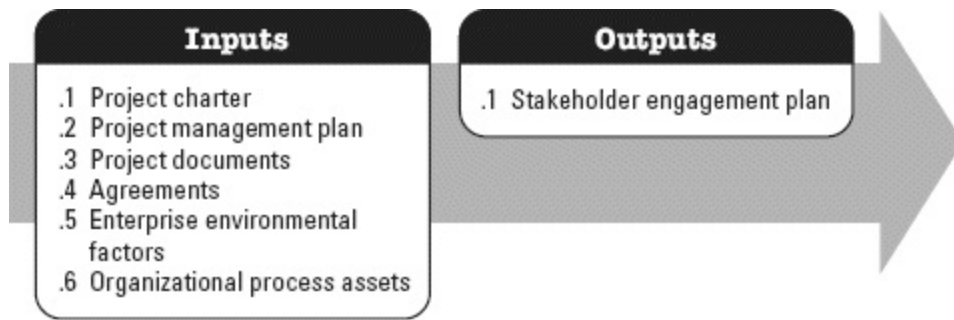 Inputs
.1 Project charter
.2 Project management plan
.3 Project documents
.4 Agreements
.5 Enterprise environmental
factors
.6 Organizational process assets
Outputs
.1 Stakeholder engagement plan